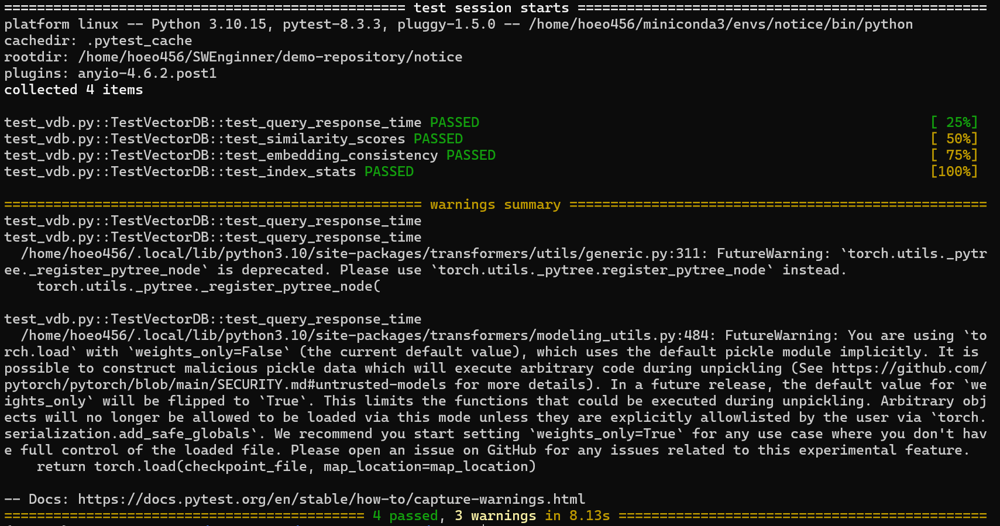 ================================================= test session starts ==================================================
platform linux -- Python 3.10.15, pytest-8.3.3, pluggy-1.5.0 -- /home/hoeo456/miniconda3/envs/notice/bin/python
cachedir: .pytest_cache
rootdir: /home/hoeo456/SWEnginner/demo-repository/notice
plugins: anyio-4.6.2.post1
collected 4 items
test_vdb.py::TestVectorDB::test_query_response_time PASSED [ 25%]
test_vdb.py::TestVectorDB::test_similarity_scores PASSED [ 50%]
test_vdb.py::TestVectorDB::test_embedding_consistency PASSED [ 75%]
test_vdb.py::TestVectorDB::test_index_stats PASSED [100%]
=================================================== warnings summary ===================================================
test_vdb.py::TestVectorDB::test_query_response_time
test_vdb.py::TestVectorDB::test_query_response_time
/home/hoeo456/.local/lib/python3.10/site-packages/transformers/utils/generic.py:311: FutureWarning: `torch.utils._pytr
ee._register_pytree_node` is deprecated. Please use `torch.utils._pytree.register_pytree_node` instead.
torch.utils._pytree._register_pytree_node(
test_vdb.py::TestVectorDB::test_query_response_time
/home/hoeo456/.local/lib/python3.10/site-packages/transformers/modeling_utils.py:484: FutureWarning: You are using `to
rch.load` with `weights_only=False` (the current default value), which uses the default pickle module implicitly. It is
possible to construct malicious pickle data which will execute arbitrary code during unpickling (See https://github.com/
pytorch/pytorch/blob/main/SECURITY.md#untrusted-models for more details). In a future release, the default value for `we
ights_only` will be flipped to `True`. This limits the functions that could be executed during unpickling. Arbitrary obj
ects will no longer be allowed to be loaded via this mode unless they are explicitly allowlisted by the user via `torch.
serialization.add_safe_globals`. We recommend you start setting `weights_only=True` for any use case where you don't hav
e full control of the loaded file. Please open an issue on GitHub for any issues related to this experimental feature.
return torch.load(checkpoint_file, map_location=map_location)
-- Docs: https://docs.pytest.org/en/stable/how-to/capture-warnings.html
============================================ 4 passed, 3 warnings in 8.13s =============================================